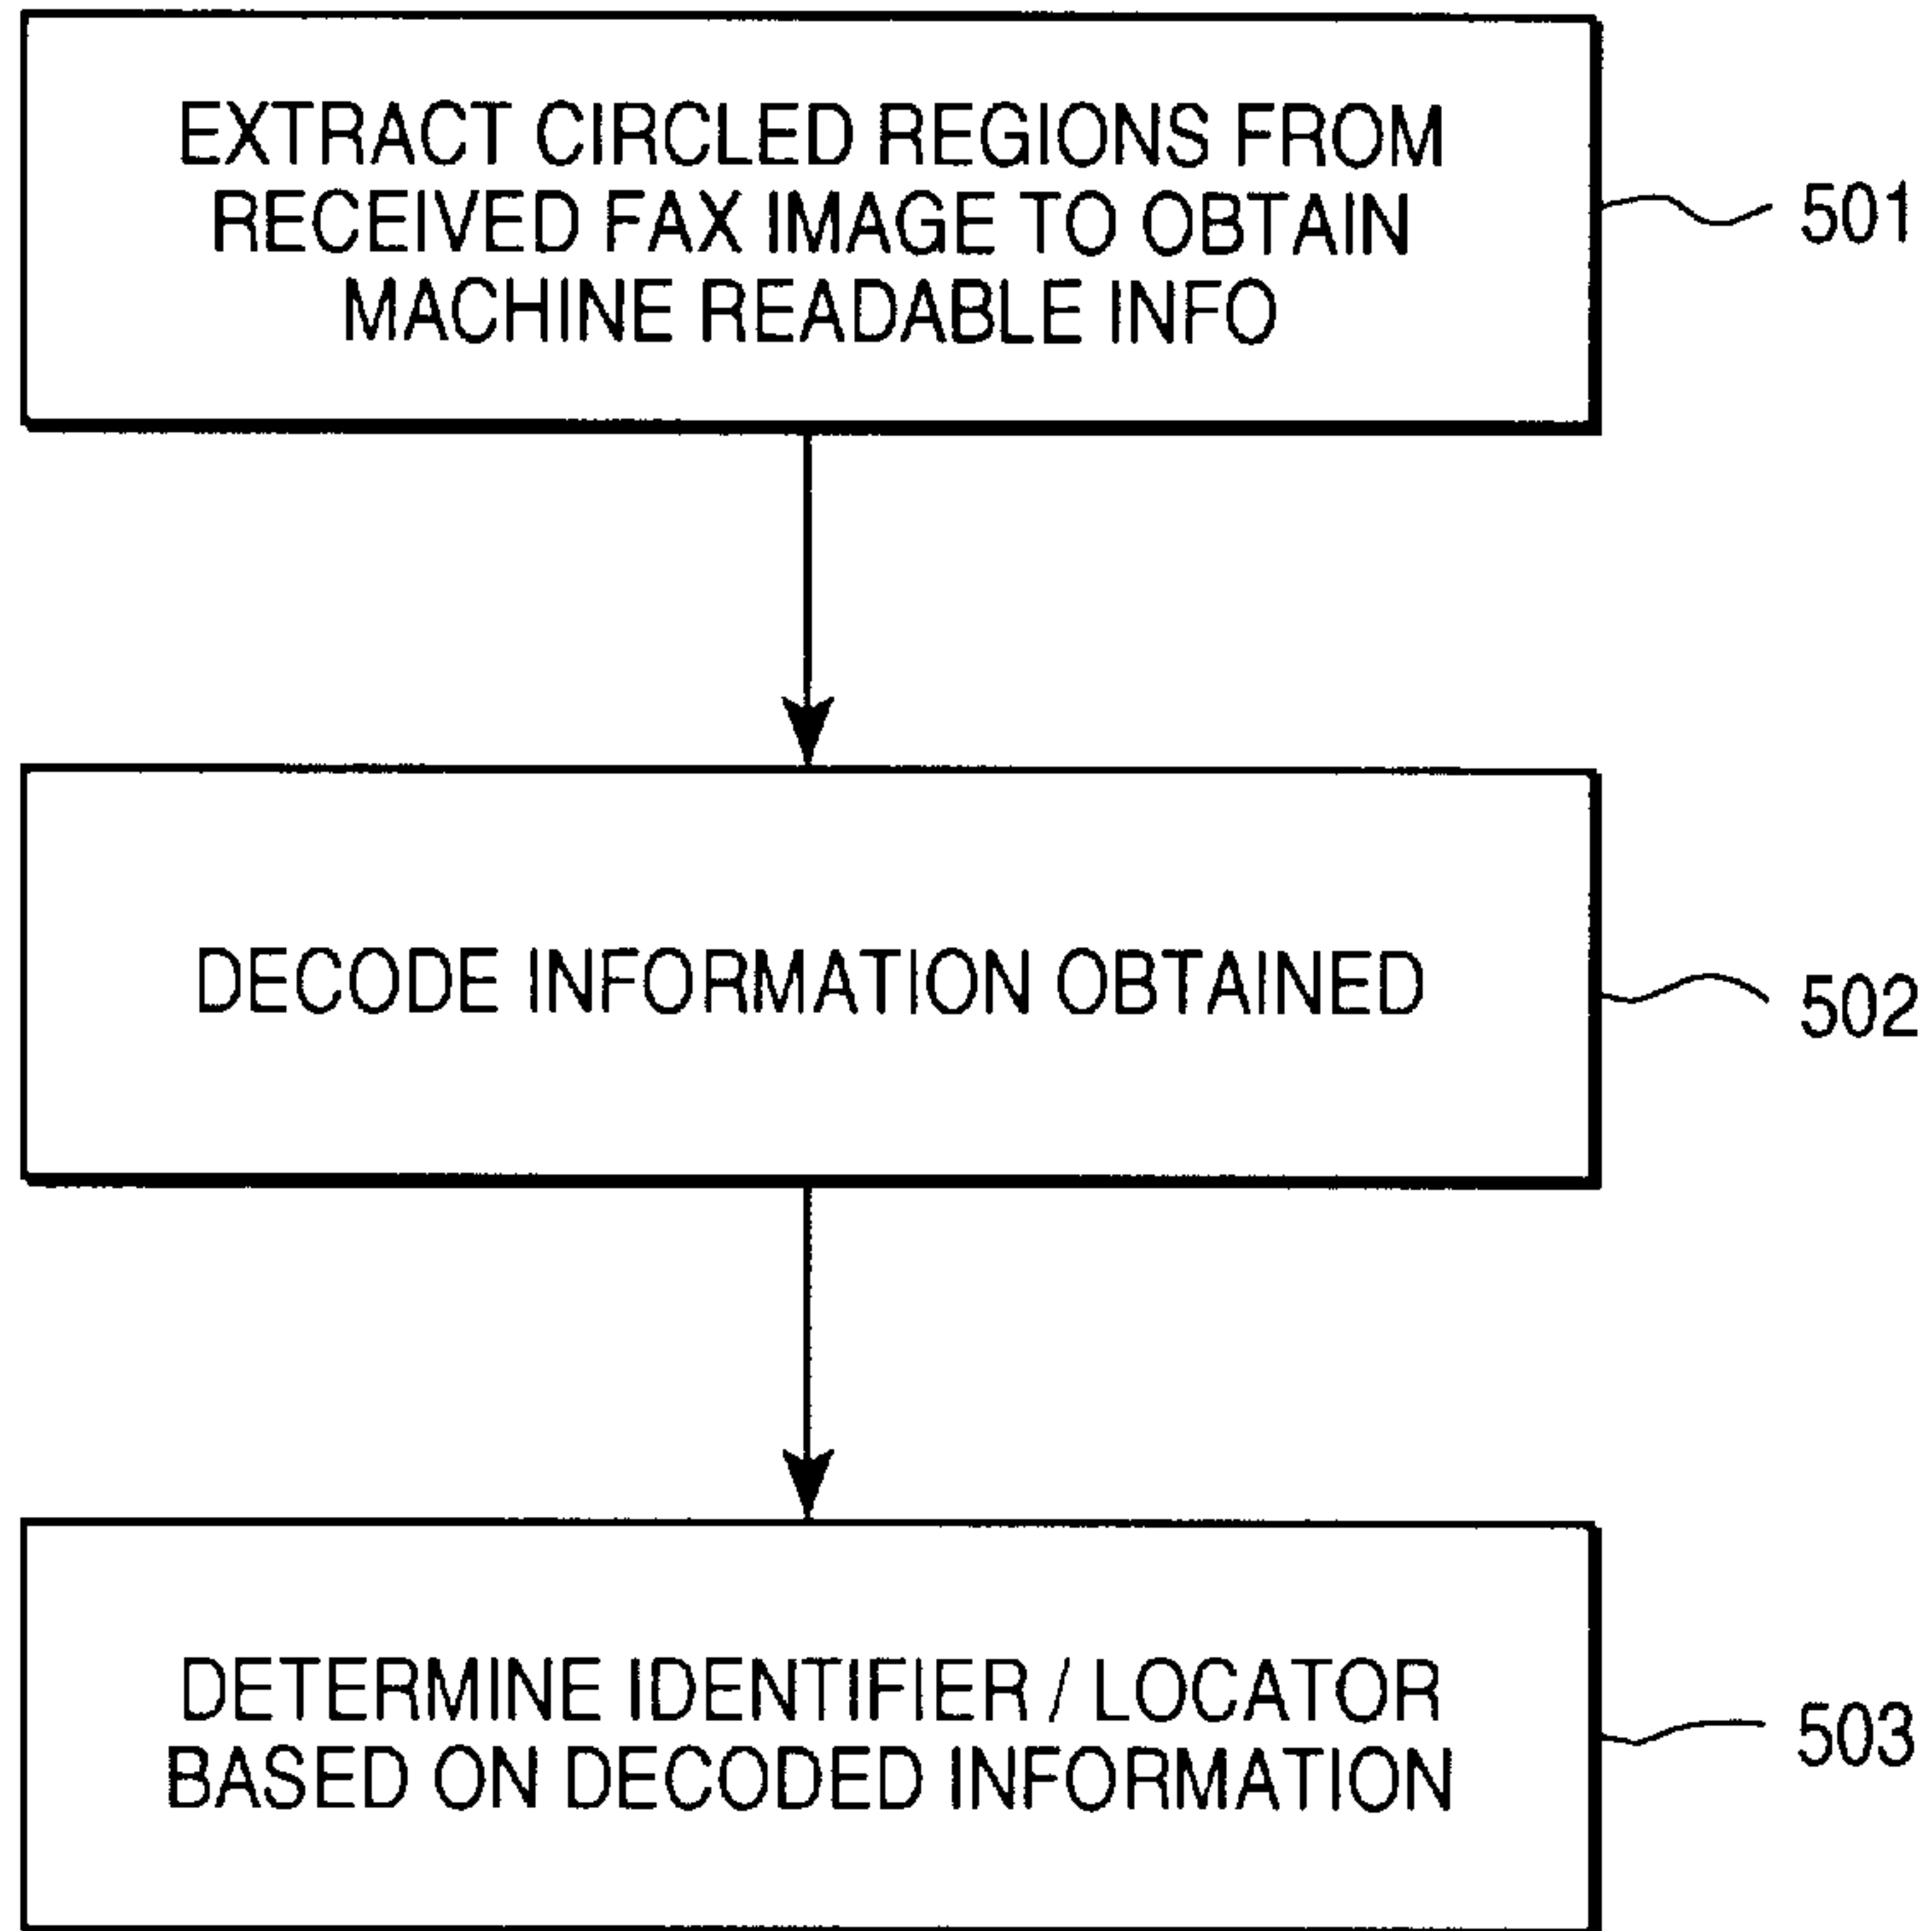 EXTRACT CIRCLED REGIONS FROM
RECEIVED FAX IMAGE TO OBTAIN
MACHINE READABLE INFO
501
DECODE INFORMATION OBTAINED
502
DETERMINE IDENTIFIER / LOCATOR
BASED ON DECODED INFORMATION
503